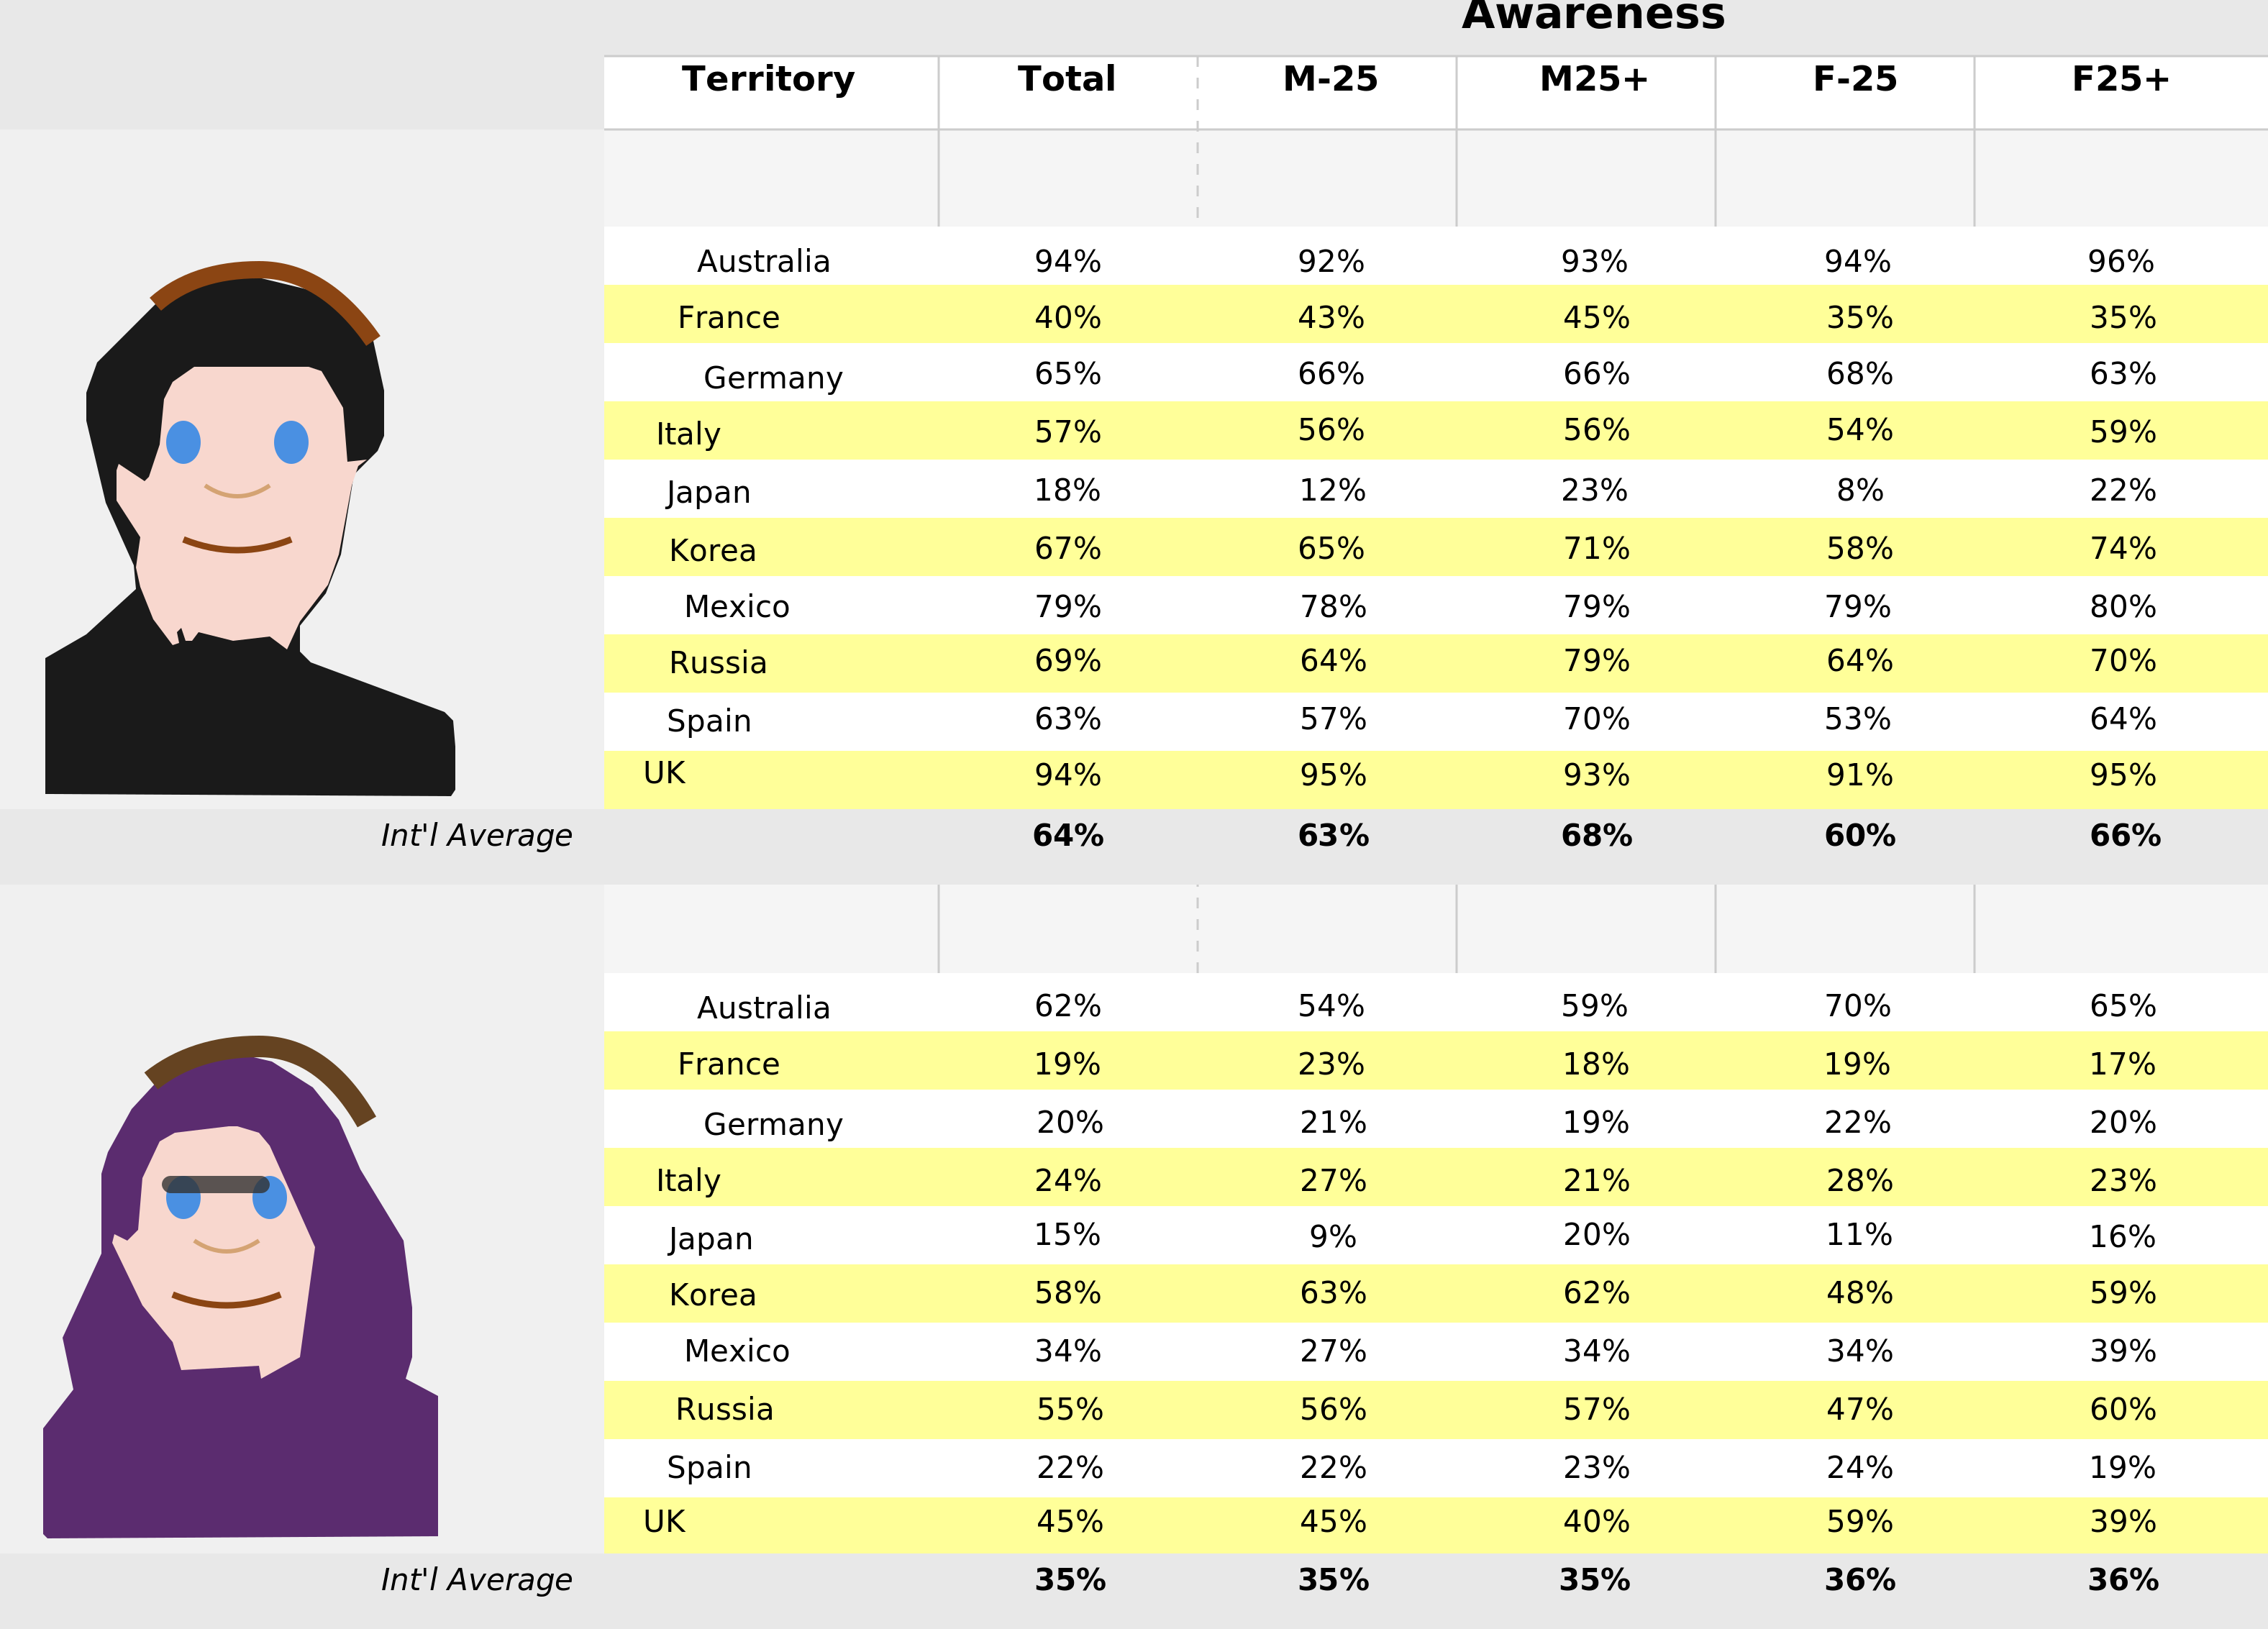 Awareness
Territory Total M-25 M25+ F-25 F25+
Australia 94% 92% 93% 94% 96%
France 40% 43% 45% 35% 35%
Germany 65% 66% 66% 68% 63%
Italy 57% 56% 56% 54% 59%
Japan 18% 12% 23% 8% 22%
Korea 67% 65% 71% 58% 74%
Mexico 79% 78% 79% 79% 80%
Russia 69% 64% 79% 64% 70%
Spain 63% 57% 70% 53% 64%
UK 94% 95% 93% 91% 95%
Int'l Average 64% 63% 68% 60% 66%
Australia 62% 54% 59% 70% 65%
France 19% 23% 18% 19% 17%
Germany 20% 21% 19% 22% 20%
Italy 24% 27% 21% 28% 23%
Japan 15% 9% 20% 11% 16%
Korea 58% 63% 62% 48% 59%
Mexico 34% 27% 34% 34% 39%
Russia 55% 56% 57% 47% 60%
Spain 22% 22% 23% 24% 19%
UK 45% 45% 40% 59% 39%
Int'l Average 35% 35% 35% 36% 36%